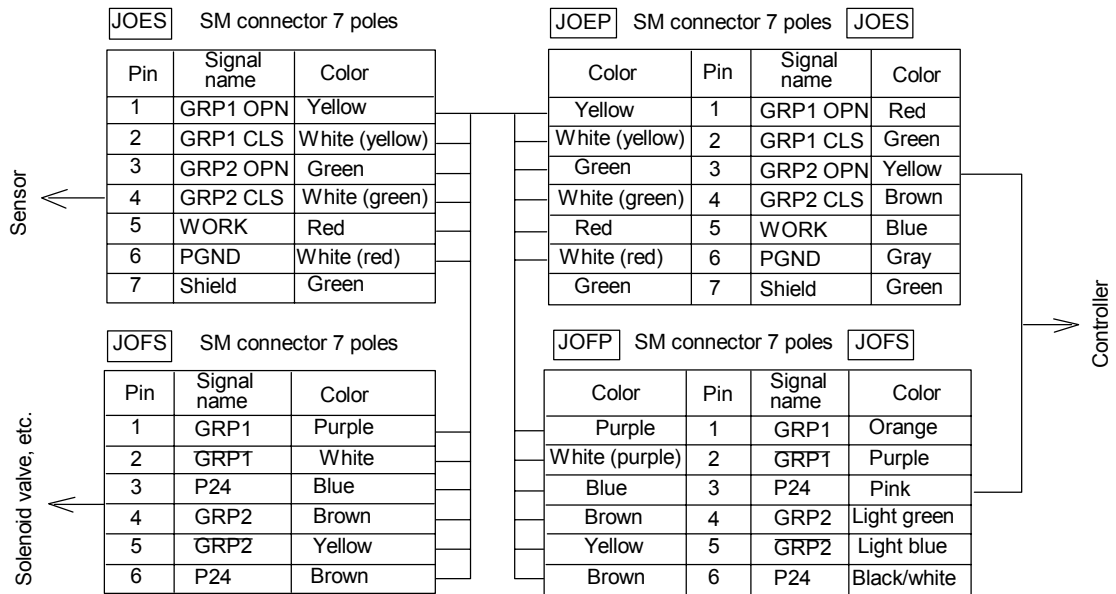 JOES SM connector 7 poles
Pin Signal name Color
1 GRP1 OPN Yellow
2 GRP1 CLS White (yellow)
3 GRP2 OPN Green
4 GRP2 CLS White (green)
5 WORK Red
6 PGND White (red)
7 Shield Green
Sensor
JOEP SM connector 7 poles JOES
Color Pin Signal name Color
Yellow 1 GRP1 OPN Red
White (yellow) 2 GRP1 CLS Green
Green 3 GRP2 OPN Yellow
White (green) 4 GRP2 CLS Brown
Red 5 WORK Blue
White (red) 6 PGND Gray
Green 7 Shield Green
Controller
JOFS SM connector 7 poles
Pin Signal name Color
1 GRP1 Purple
2 G̅R̅P̅1̅ White
3 P24 Blue
4 GRP2 Brown
5 G̅R̅P̅2̅ Yellow
6 P24 Brown
Solenoid valve, etc.
JOFP SM connector 7 poles JOFS
Color Pin Signal name Color
Purple 1 GRP1 Orange
White (purple) 2 G̅R̅P̅1̅ Purple
Blue 3 P24 Pink
Brown 4 GRP2 Light green
Yellow 5 G̅R̅P̅2̅ Light blue
Brown 6 P24 Black/white